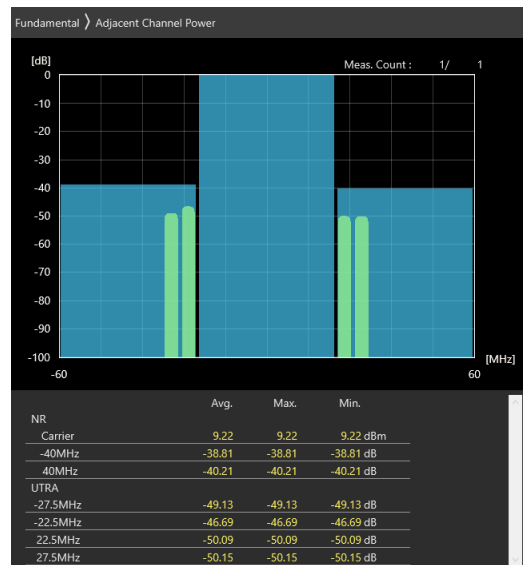 Fundamental ❭ Adjacent Channel Power
[dB]
Meas. Count : 1/ 1
0
-10
-20
-30
-40
-50
-60
-70
-80
-90
-100
[MHz]
-60 60
Avg. Max. Min.
NR
Carrier 9.22 9.22 9.22 dBm
-40MHz -38.81 -38.81 -38.81 dB
40MHz -40.21 -40.21 -40.21 dB
UTRA
-27.5MHz -49.13 -49.13 -49.13 dB
-22.5MHz -46.69 -46.69 -46.69 dB
22.5MHz -50.09 -50.09 -50.09 dB
27.5MHz -50.15 -50.15 -50.15 dB